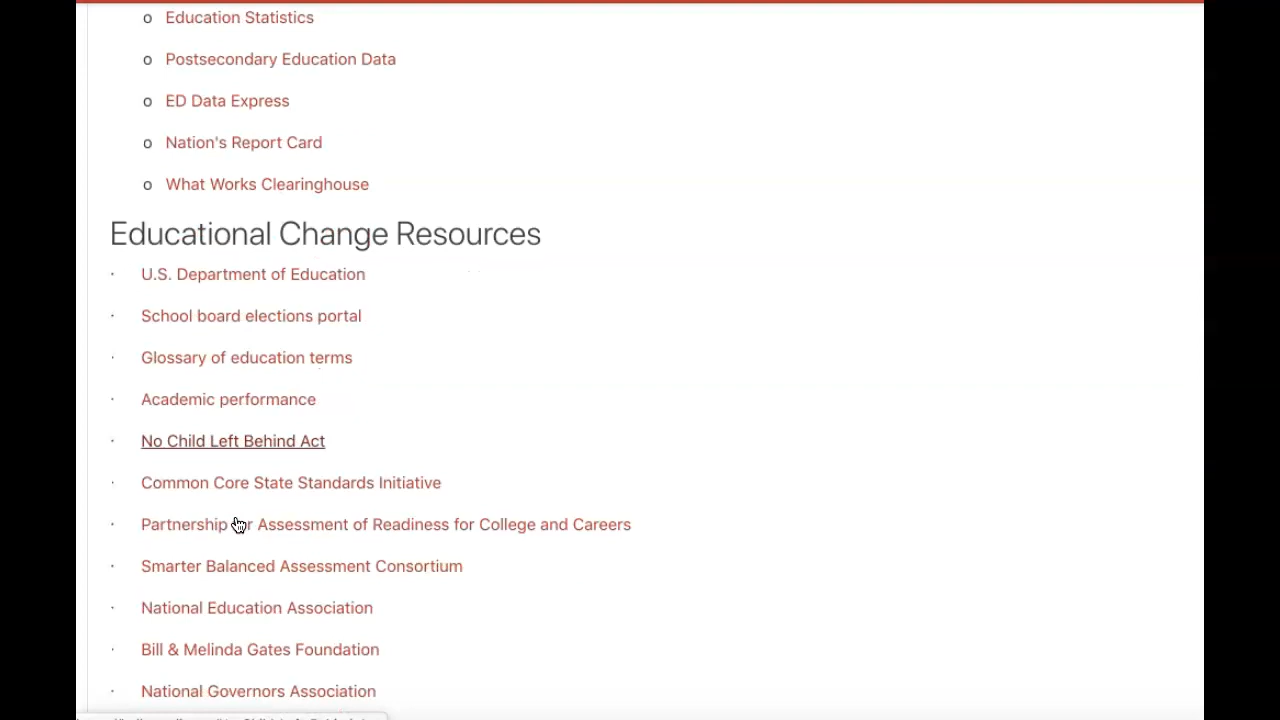 o Education Statistics
o Postsecondary Education Data
o ED Data Express
o Nation's Report Card
o What Works Clearinghouse
Educational Change Resources
· U.S. Department of Education
· School board elections portal
· Glossary of education terms
· Academic performance
· No Child Left Behind Act
· Common Core State Standards Initiative
· Partnership for Assessment of Readiness for College and Careers
· Smarter Balanced Assessment Consortium
· National Education Association
· Bill & Melinda Gates Foundation
· National Governors Association